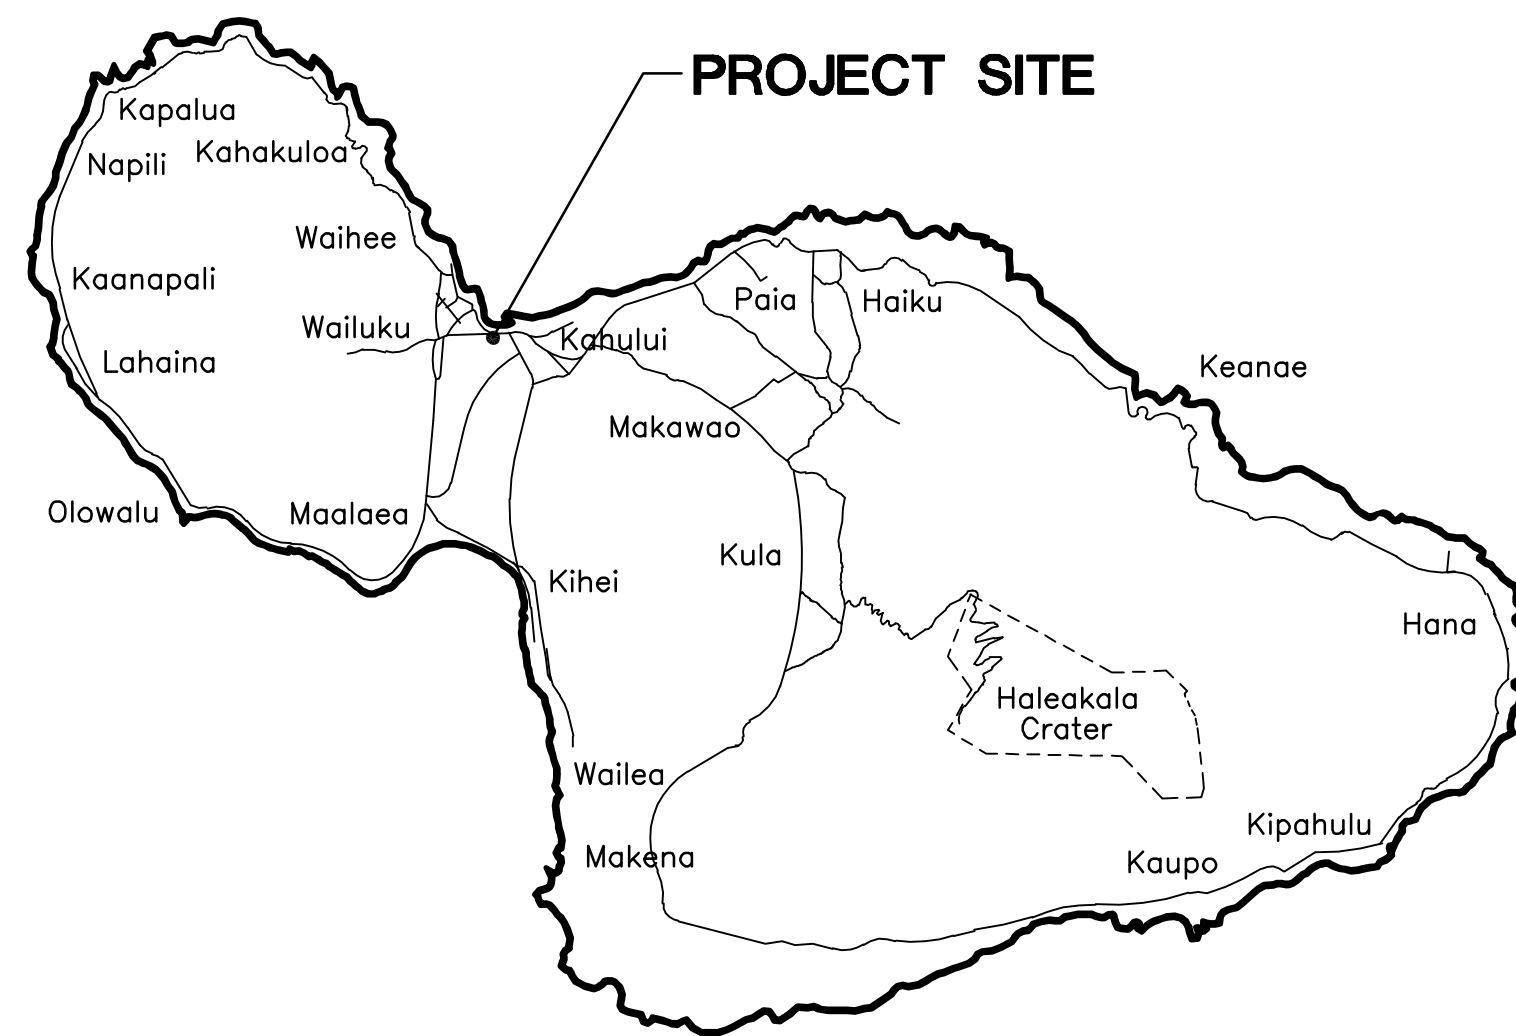 PROJECT SITE
Kapalua
Kahakuloa
Napili
Waihee
Kaanapali
Paia
Haiku
Wailuku
Kahului
Lahaina
Keanae
Makawao
Olowalu
Maalaea
Kula
Kihei
Hana
Haleakala
Crater
Wailea
Kipahulu
Makena
Kaupo